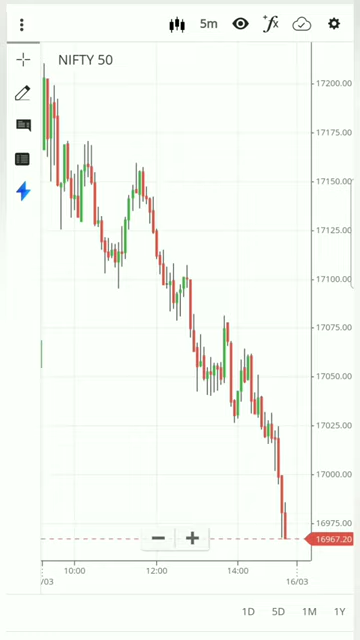 5m
fx
NIFTY 50
17200.00
17175.00
17150.00
17125.00
17100.00
17075.00
17050.00
17025.00
17000.00
16975.00
16967.20
/03
10:00
12:00
14:00
16/03
1D
5D
1M
1Y